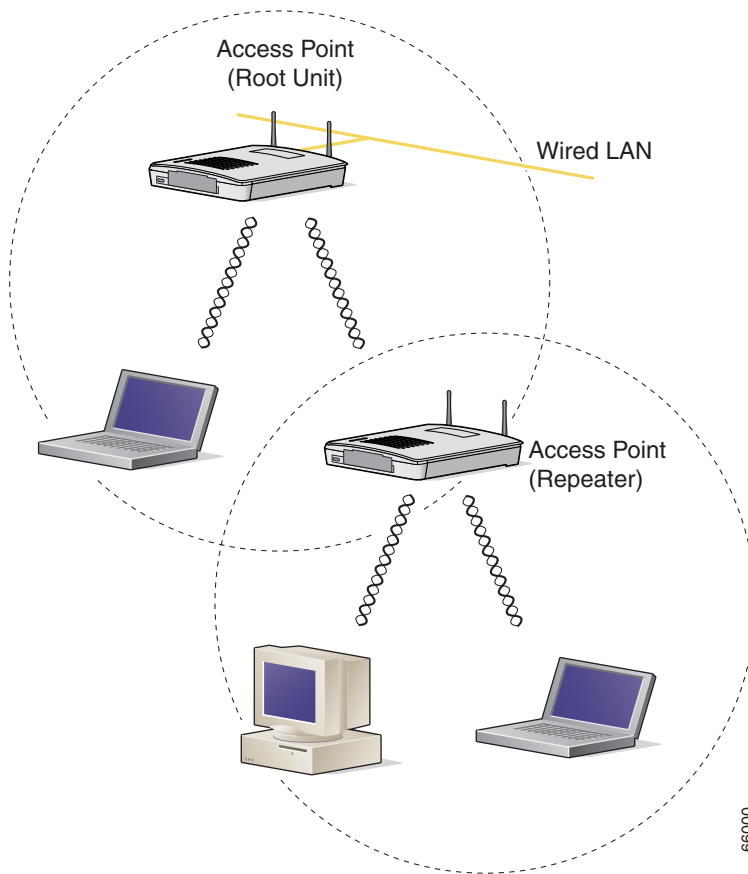 Access Point
(Root Unit)
Wired LAN
Access Point
(Repeater)
66000